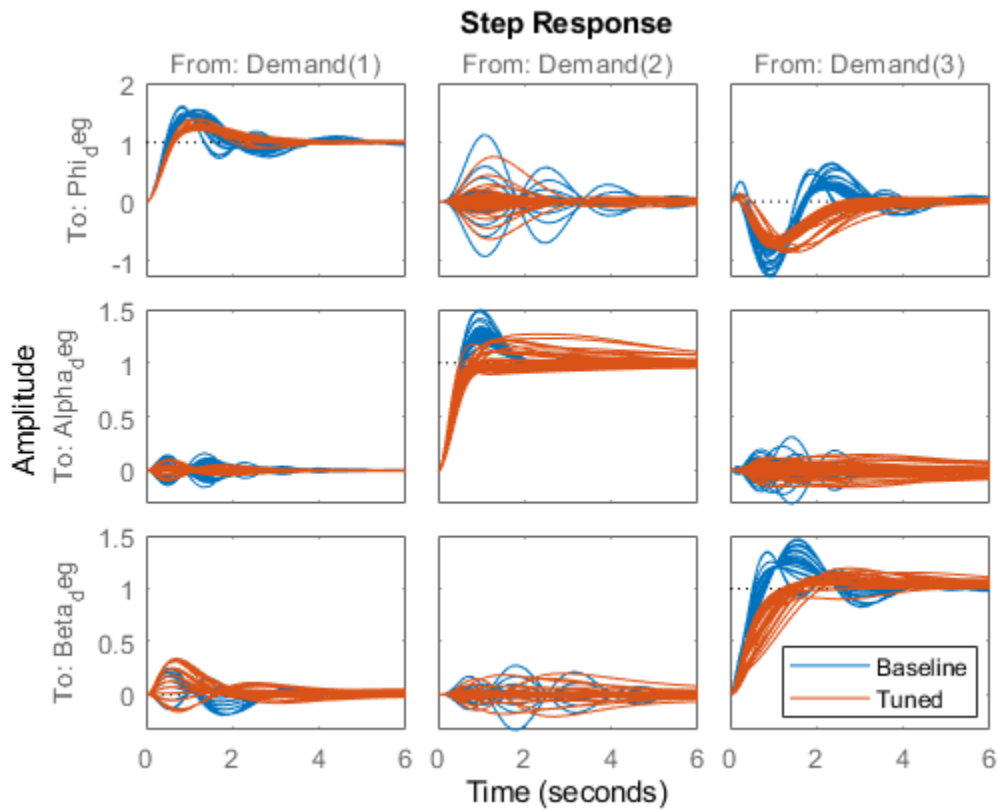 Step Response
From: Demand(1) From: Demand(2) From: Demand(3)
To: Phi_deg
2
1
0
-1
Amplitude
To: Alpha_deg
1.5
1
0.5
0
To: Beta_deg
1.5
1
0.5
0
Baseline
Tuned
0 2 4 6 0 2 4 6 0 2 4 6
Time (seconds)